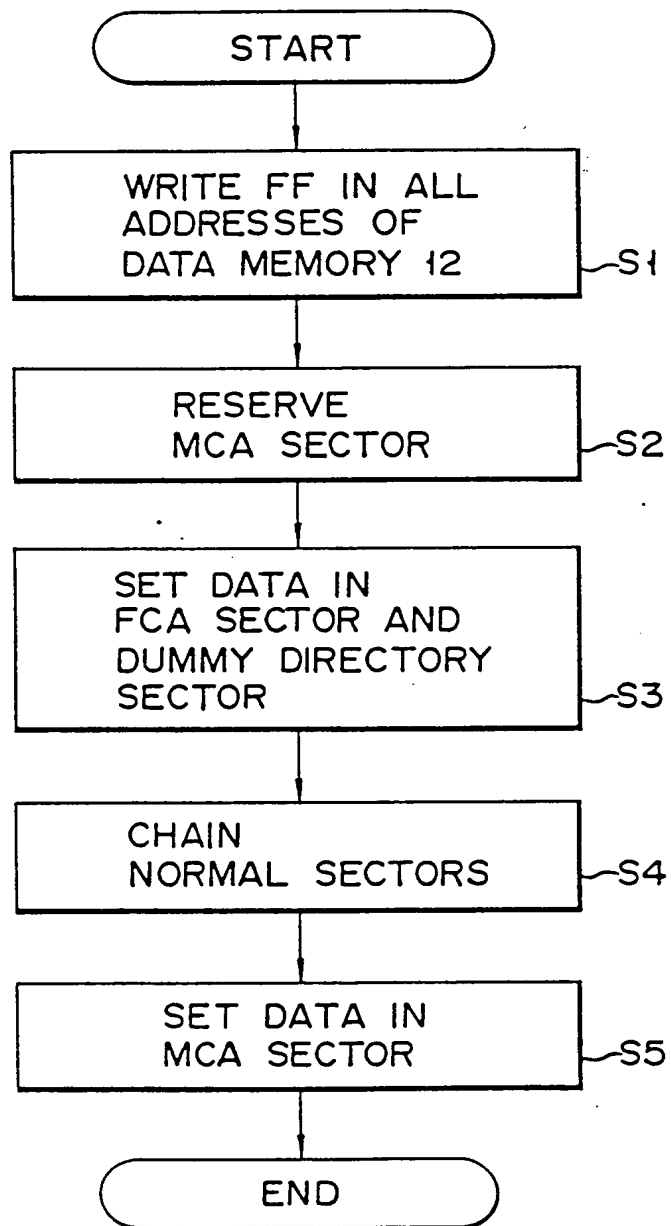 START
WRITE FF IN ALL
ADDRESSES OF
DATA MEMORY 12
S1
RESERVE
MCA SECTOR
S2
SET DATA IN
FCA SECTOR AND
DUMMY DIRECTORY
SECTOR
S3
CHAIN
NORMAL SECTORS
S4
SET DATA IN
MCA SECTOR
S5
END